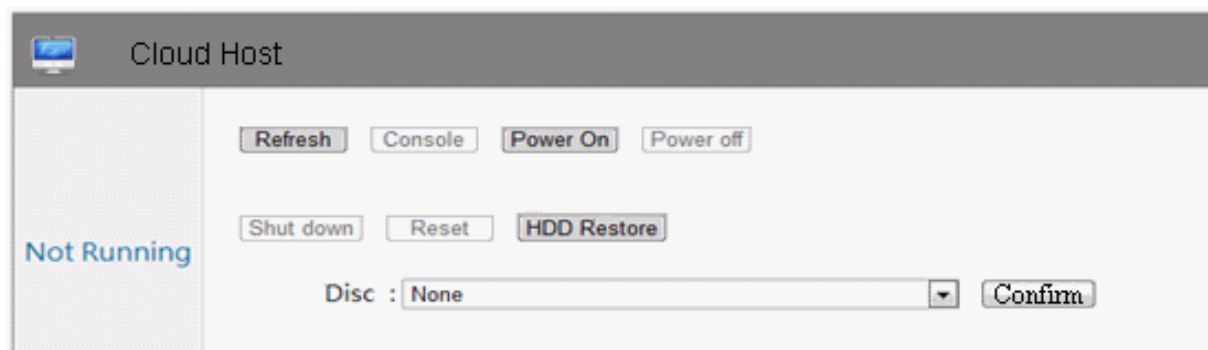 Cloud Host
Refresh Console Power On Power off
Shut down Reset HDD Restore
Not Running
Disc : None Confirm